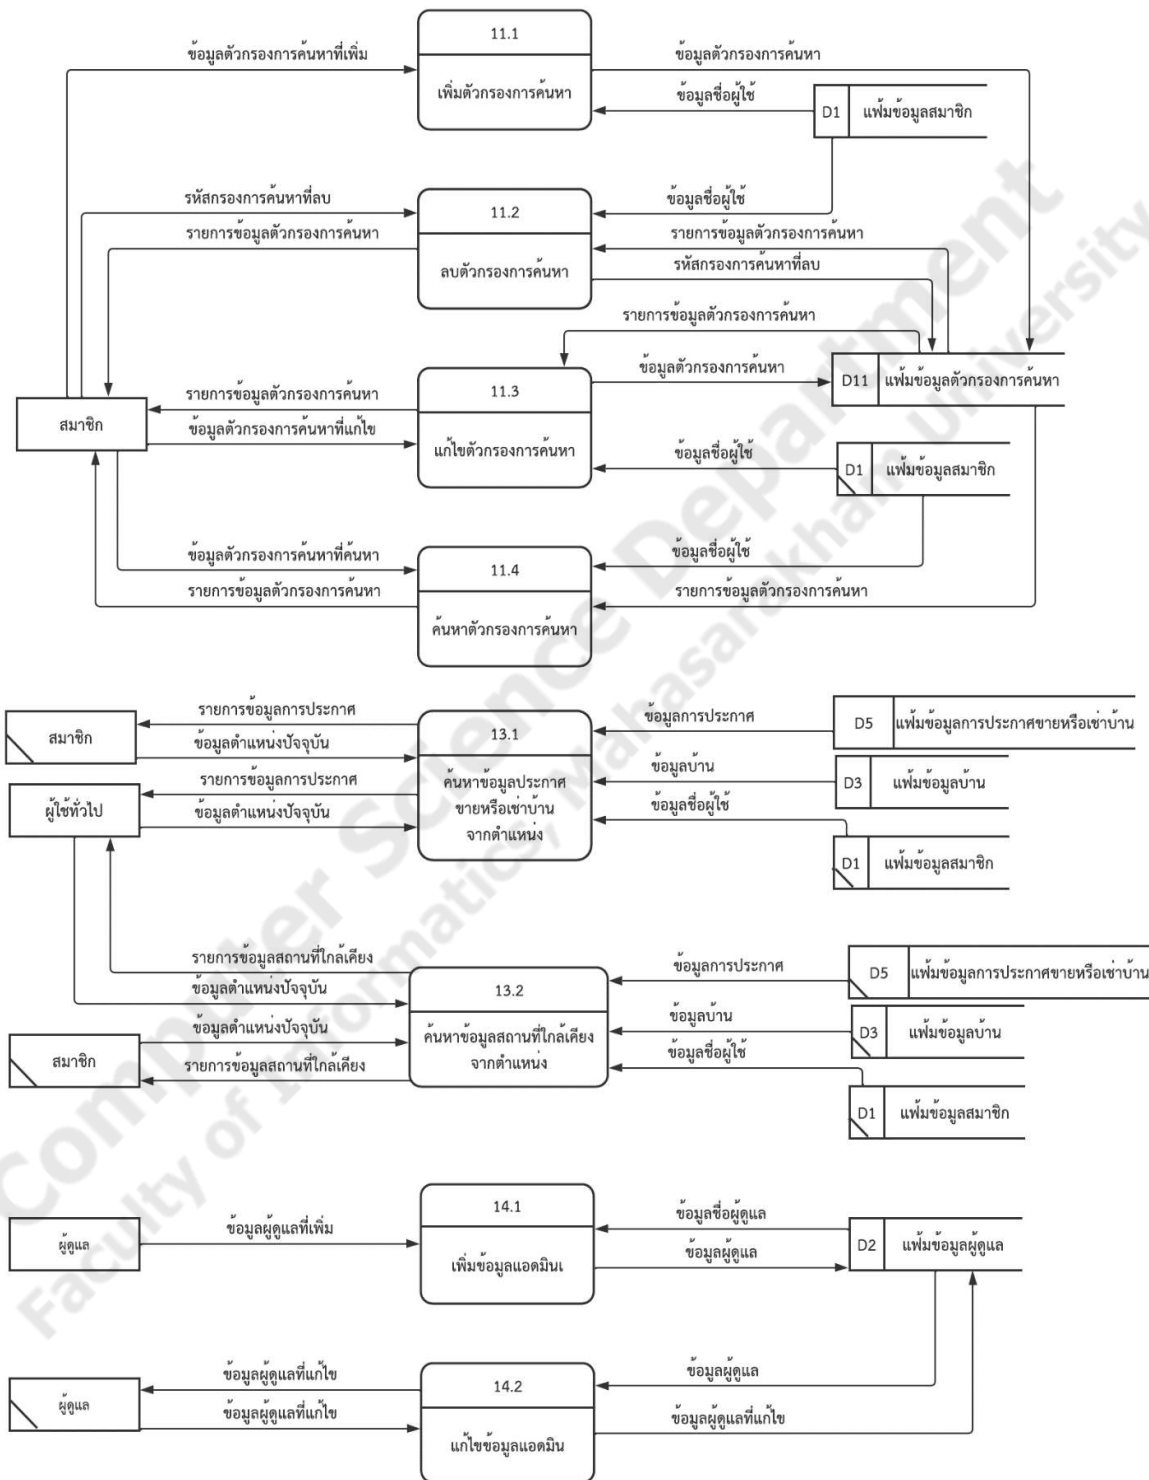 11.1
ข้อมูลตัวกรองการค้นหาที่เพิ่ม
ข้อมูลตัวกรองการค้นหา
เพิ่มตัวกรองการค้นหา
ข้อมูลชื่อผู้ใช้
D1 แฟ้มข้อมูลสมาชิก
รหัสกรองการค้นหาที่ลบ
11.2
ข้อมูลชื่อผู้ใช้
รายการข้อมูลตัวกรองการค้นหา
รายการข้อมูลตัวกรองการค้นหา
ลบตัวกรองการค้นหา
รหัสกรองการค้นหาที่ลบ
รายการข้อมูลตัวกรองการค้นหา
11.3
ข้อมูลตัวกรองการค้นหา
D11 แฟ้มข้อมูลตัวกรองการค้นหา
รายการข้อมูลตัวกรองการค้นหา
สมาชิก
ข้อมูลตัวกรองการค้นหาที่แก้ไข
แก้ไขตัวกรองการค้นหา
ข้อมูลชื่อผู้ใช้
D1 แฟ้มข้อมูลสมาชิก
ข้อมูลตัวกรองการค้นหาที่ค้นหา
11.4
ข้อมูลชื่อผู้ใช้
รายการข้อมูลตัวกรองการค้นหา
รายการข้อมูลตัวกรองการค้นหา
ค้นหาตัวกรองการค้นหา
รายการข้อมูลการประกาศ
สมาชิก
ข้อมูลตำแหน่งปัจจุบัน
13.1
ข้อมูลการประกาศ
D5 แฟ้มข้อมูลการประกาศขายหรือเช่าบ้าน
รายการข้อมูลการประกาศ
ผู้ใช้ทั่วไป
ข้อมูลตำแหน่งปัจจุบัน
ค้นหาข้อมูลประกาศ
ขายหรือเช่าบ้าน
จากตำแหน่ง
ข้อมูลบ้าน
D3 แฟ้มข้อมูลบ้าน
ข้อมูลชื่อผู้ใช้
D1 แฟ้มข้อมูลสมาชิก
รายการข้อมูลสถานที่ใกล้เคียง
ข้อมูลตำแหน่งปัจจุบัน
13.2
ข้อมูลการประกาศ
D5 แฟ้มข้อมูลการประกาศขายหรือเช่าบ้าน
ข้อมูลตำแหน่งปัจจุบัน
สมาชิก
รายการข้อมูลสถานที่ใกล้เคียง
ค้นหาข้อมูลสถานที่ใกล้เคียง
จากตำแหน่ง
ข้อมูลบ้าน
D3 แฟ้มข้อมูลบ้าน
ข้อมูลชื่อผู้ใช้
D1 แฟ้มข้อมูลสมาชิก
14.1
ผู้ดูแล
ข้อมูลผู้ดูแลที่เพิ่ม
เพิ่มข้อมูลแอดมินเ
ข้อมูลชื่อผู้ดูแล
ข้อมูลผู้ดูแล
D2 แฟ้มข้อมูลผู้ดูแล
ข้อมูลผู้ดูแลที่แก้ไข
14.2
ข้อมูลผู้ดูแล
ผู้ดูแล
ข้อมูลผู้ดูแลที่แก้ไข
แก้ไขข้อมูลแอดมิน
ข้อมูลผู้ดูแลที่แก้ไข
Computer Science Department
Faculty of Informatics, Mahasarakham University